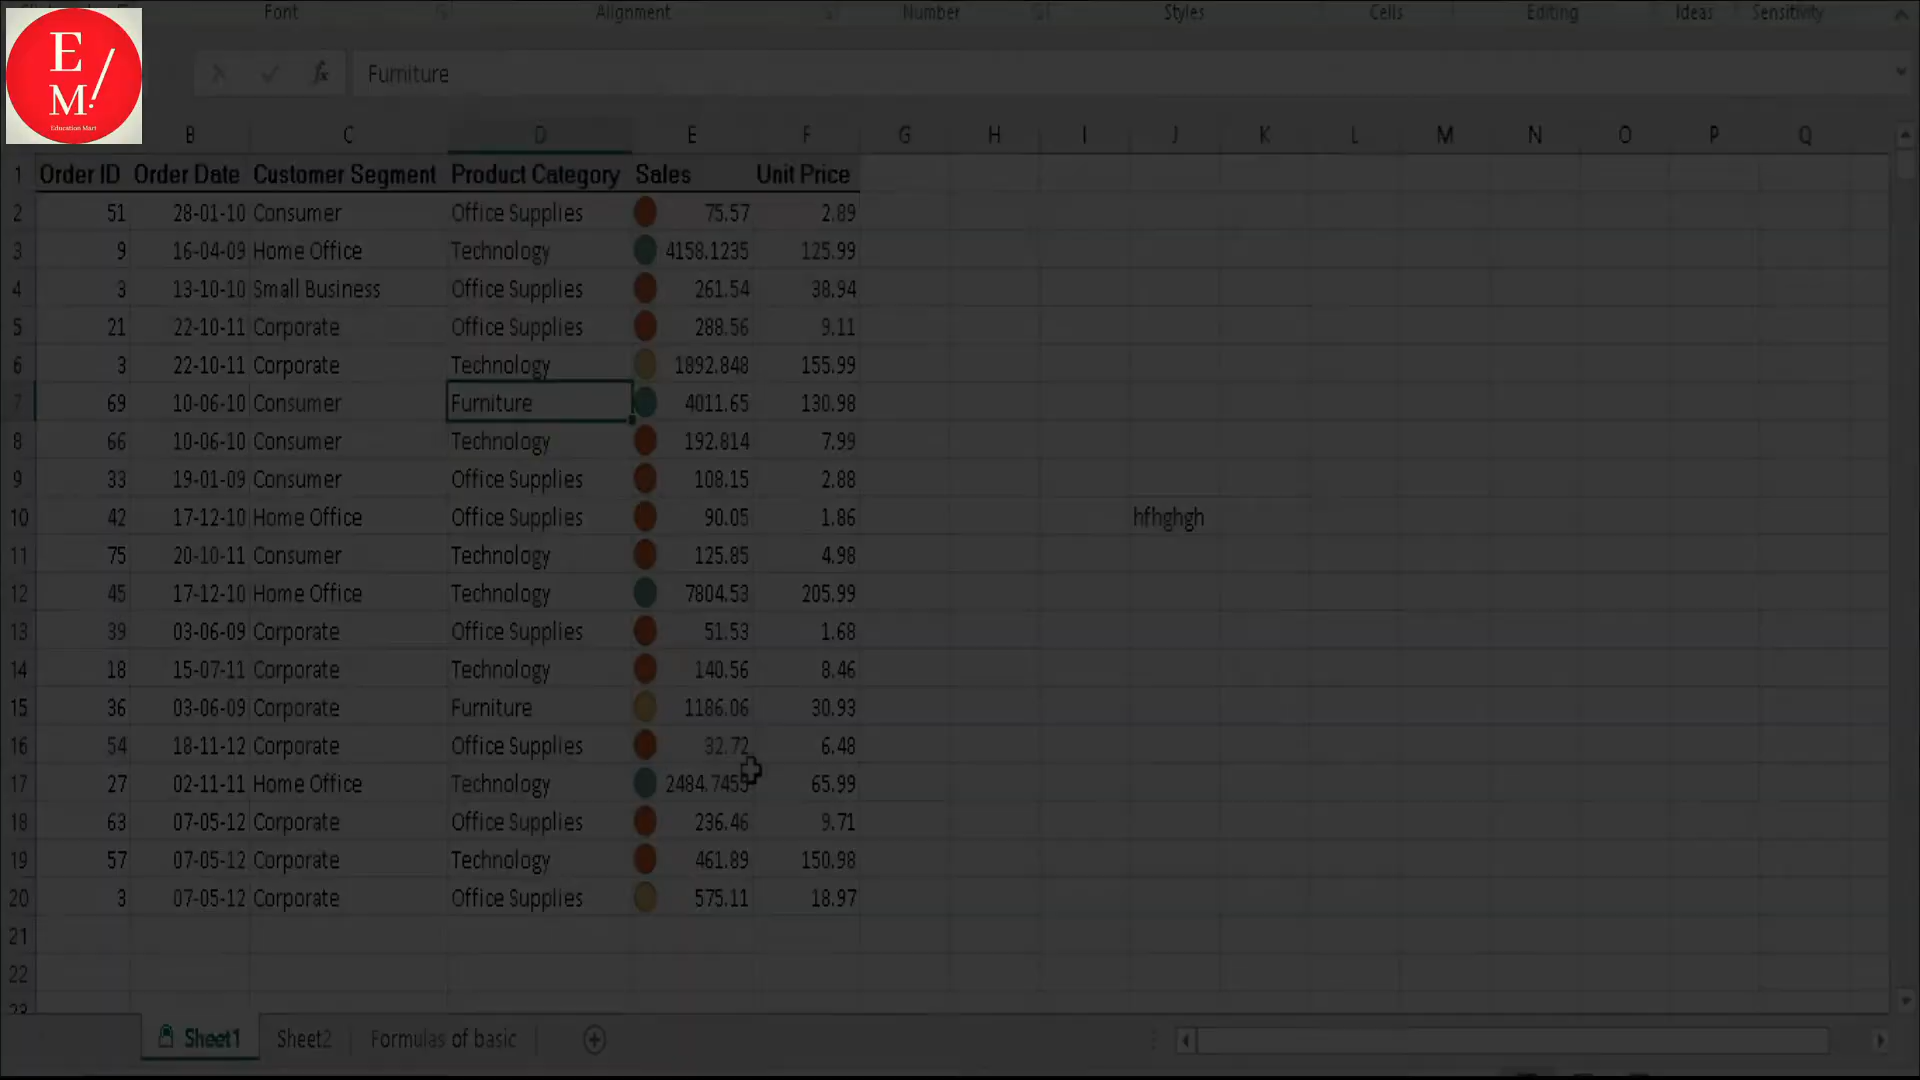 Font Alignment Number Styles Cells Editing Ideas Sensitivity
E
M.
Education Mart
fx Furniture
B C D E F G H I J K L M N O P Q
1 Order ID Order Date Customer Segment Product Category Sales Unit Price
2 51 28-01-10 Consumer Office Supplies 75.57 2.89
3 9 16-04-09 Home Office Technology 4158.1235 125.99
4 3 13-10-10 Small Business Office Supplies 261.54 38.94
5 21 22-10-11 Corporate Office Supplies 288.56 9.11
6 3 22-10-11 Corporate Technology 1892.848 155.99
7 69 10-06-10 Consumer Furniture 4011.65 130.98
8 66 10-06-10 Consumer Technology 192.814 7.99
9 33 19-01-09 Consumer Office Supplies 108.15 2.88
10 42 17-12-10 Home Office Office Supplies 90.05 1.86 hfhghgh
11 75 20-10-11 Consumer Technology 125.85 4.98
12 45 17-12-10 Home Office Technology 7804.53 205.99
13 39 03-06-09 Corporate Office Supplies 51.53 1.68
14 18 15-07-11 Corporate Technology 140.56 8.46
15 36 03-06-09 Corporate Furniture 1186.06 30.93
16 54 18-11-12 Corporate Office Supplies 32.72 6.48
17 27 02-11-11 Home Office Technology 2484.7455 65.99
18 63 07-05-12 Corporate Office Supplies 236.46 9.71
19 57 07-05-12 Corporate Technology 461.89 150.98
20 3 07-05-12 Corporate Office Supplies 575.11 18.97
21
22
Sheet1 Sheet2 Formulas of basic